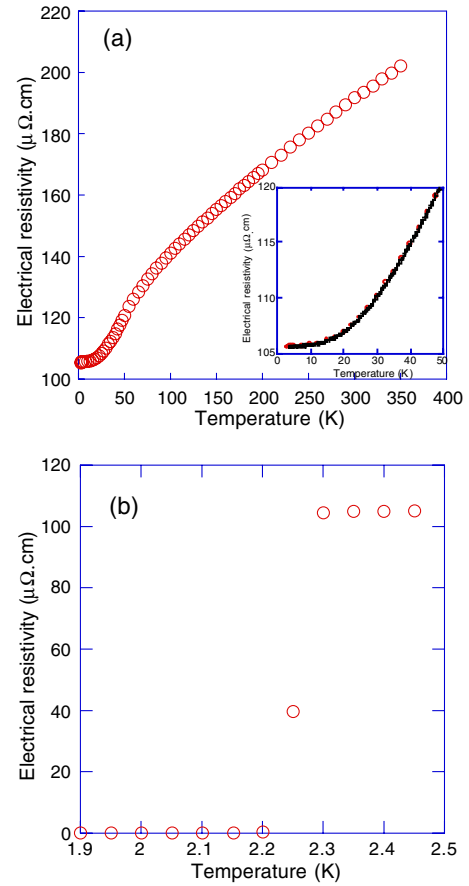 220
(a)
200
180
160
140
120
100
Electrical resistivity (μΩ.cm)
0 50 100 150 200 250 300 350 400
Temperature (K)
120
115
110
105
Electrical resistivity (μΩ. cm)
0 10 20 30 40 50
Temperature (K)
120
(b)
100
80
60
40
20
0
Electrical resistivity (μΩ.cm)
1.9 2 2.1 2.2 2.3 2.4 2.5
Temperature (K)